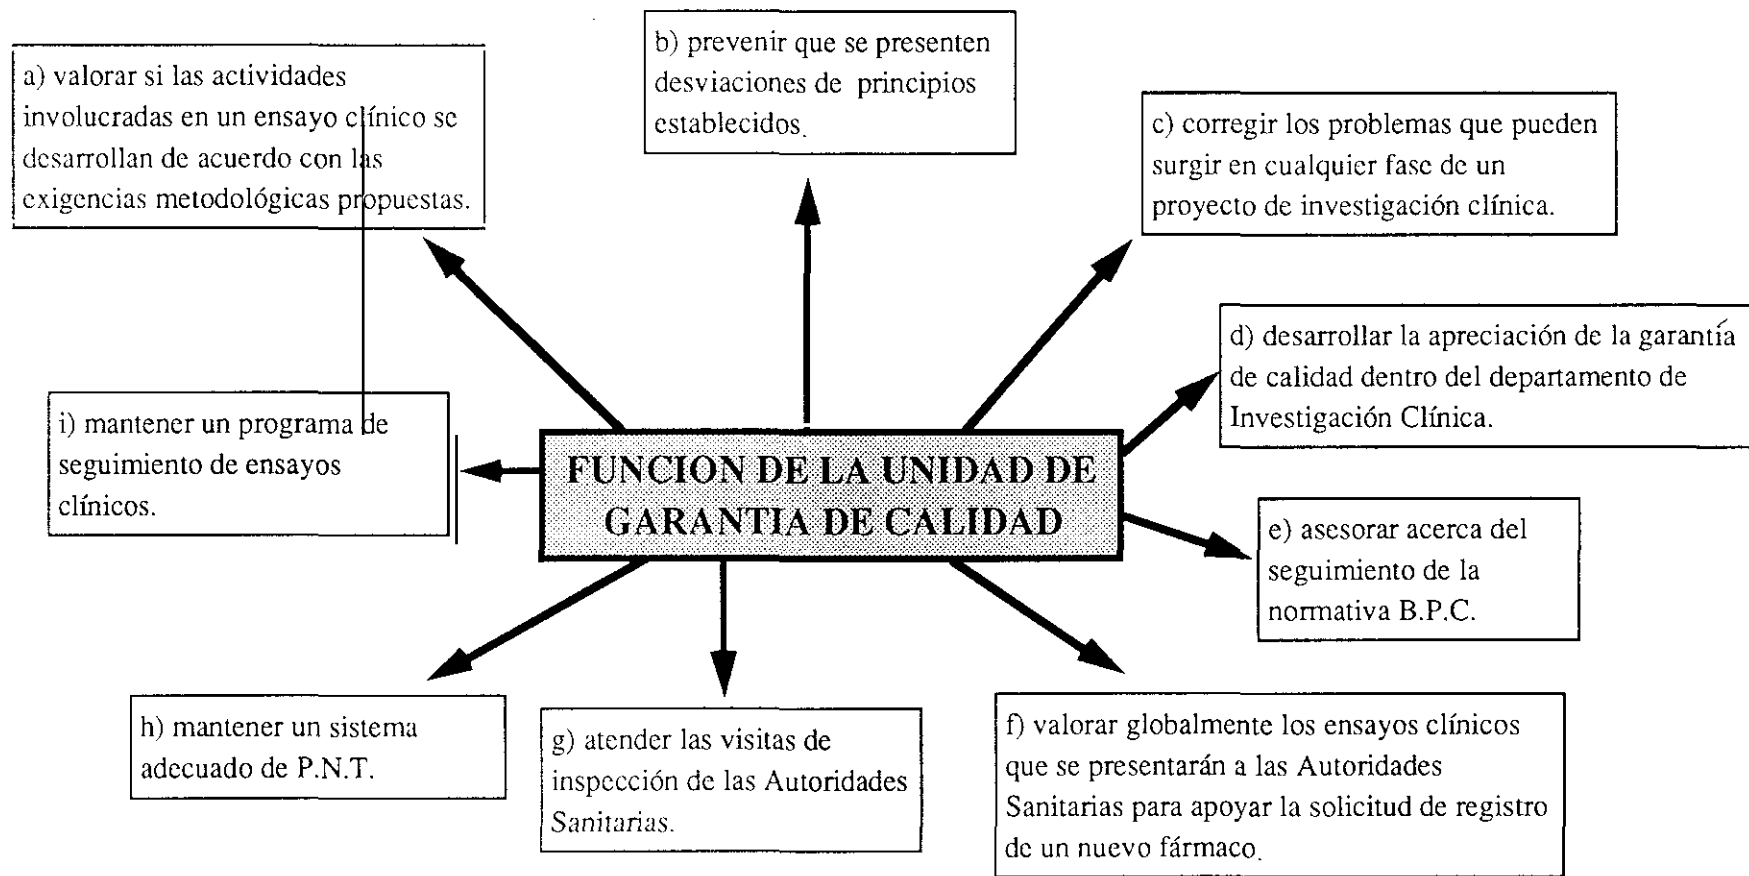 a) valorar si las actividades
involucradas en un ensayo clínico se
desarrollan de acuerdo con las
exigencias metodológicas propuestas.
b) prevenir que se presenten
desviaciones de principios
establecidos.
c) corregir los problemas que pueden
surgir en cualquier fase de un
proyecto de investigación clínica.
d) desarrollar la apreciación de la garantía
de calidad dentro del departamento de
Investigación Clínica.
i) mantener un programa de
seguimiento de ensayos
clínicos.
FUNCION DE LA UNIDAD DE
GARANTIA DE CALIDAD
e) asesorar acerca del
seguimiento de la
normativa B.P.C.
h) mantener un sistema
adecuado de P.N.T.
g) atender las visitas de
inspección de las Autoridades
Sanitarias.
f) valorar globalmente los ensayos clínicos
que se presentarán a las Autoridades
Sanitarias para apoyar la solicitud de registro
de un nuevo fármaco.